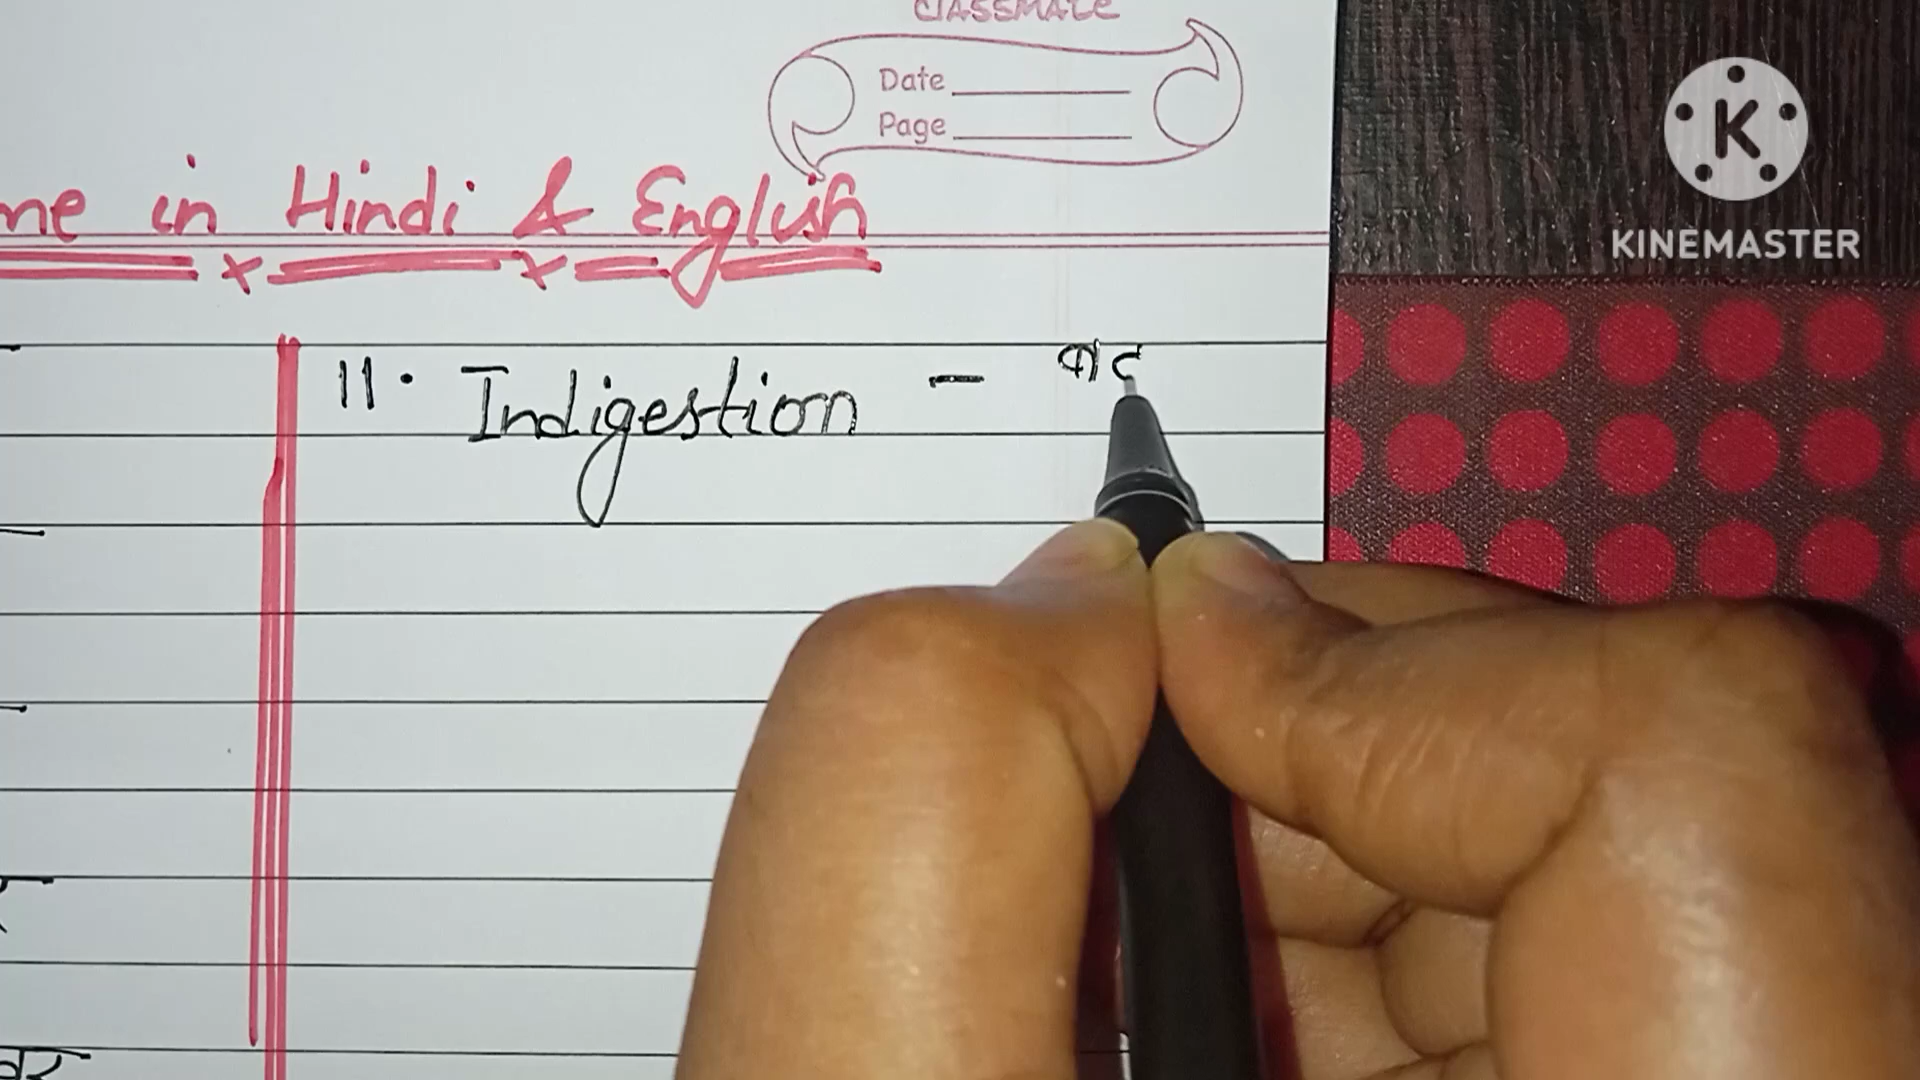 classmate
Date
Page
me in Hindi & English
11. Indigestion -
KINEMASTER